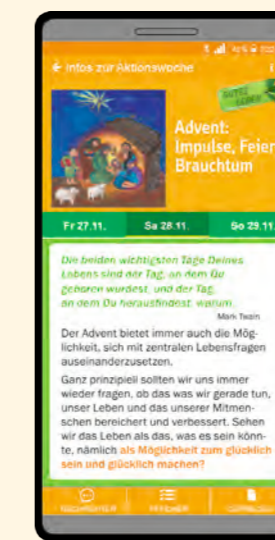 Infos zur Aktionswoche
GUTES
LEBEN
Advent:
Impulse, Feier
Brauchtum
Fr 27.11.
Sa 28.11.
So 29.11.
Die beiden wichtigsten Tage Deines
Lebens sind der Tag, an dem Du
geboren wurdest, und der Tag,
an dem Du herausfindest, warum.
Mark Twain
Der Advent bietet immer auch die Mög-
lichkeit, sich mit zentralen Lebensfragen
auseinanderzusetzen.
Ganz prinzipiell sollten wir uns immer
wieder fragen, ob das was wir gerade tun,
unser Leben und das unserer Mitmen-
schen bereichert und verbessert. Sehen
wir das Leben als das, was es sein könn-
te, nämlich als Möglichkeit zum glücklich
sein und glücklich machen?